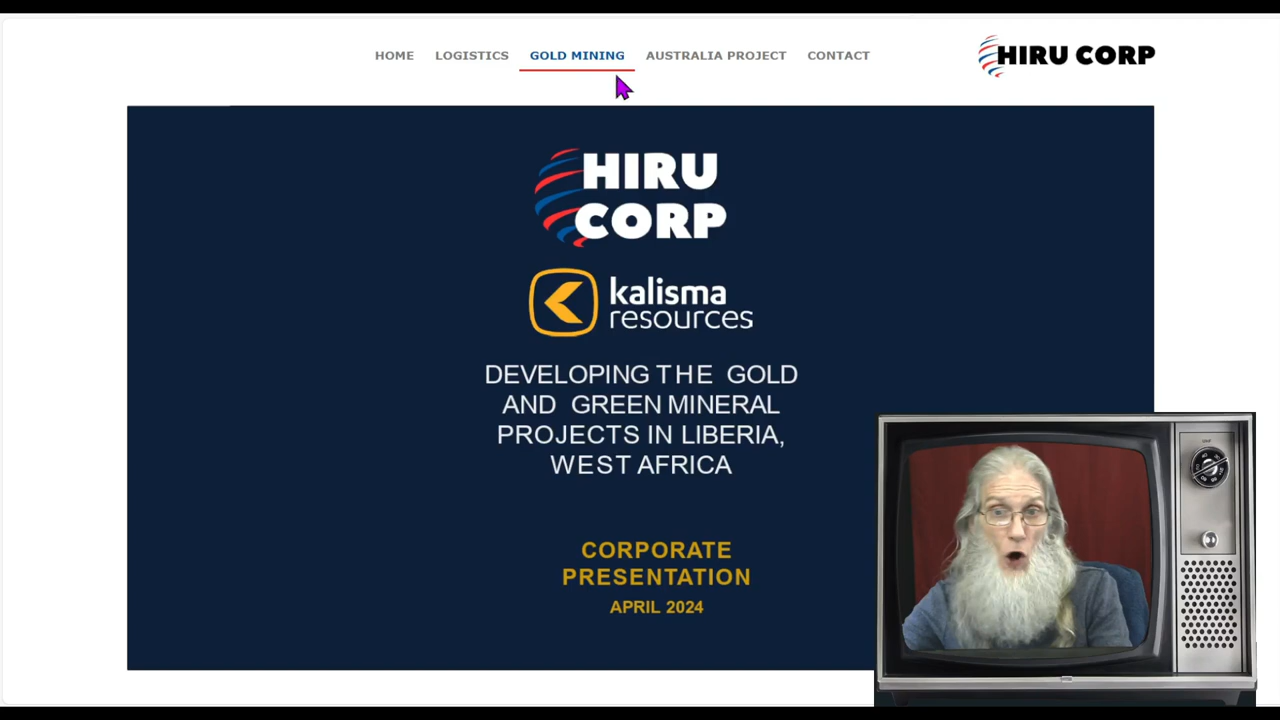 HOME LOGISTICS GOLD MINING AUSTRALIA PROJECT CONTACT
HIRU CORP
HIRU
CORP
kalisma
resources
DEVELOPING THE GOLD
AND GREEN MINERAL
PROJECTS IN LIBERIA,
WEST AFRICA
CORPORATE
PRESENTATION
APRIL 2024